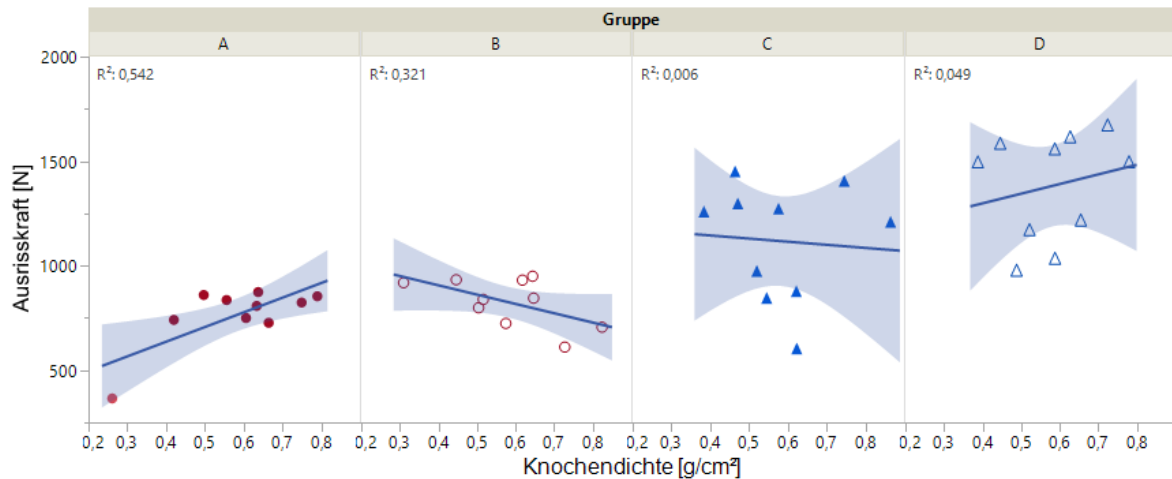 Gruppe
A B C D
R²: 0,542 R²: 0,321 R²: 0,006 R²: 0,049
2000
1500
1000
500
Ausrisskraft [N]
0,2 0,3 0,4 0,5 0,6 0,7 0,8 0,2 0,3 0,4 0,5 0,6 0,7 0,8 0,2 0,3 0,4 0,5 0,6 0,7 0,8 0,2 0,3 0,4 0,5 0,6 0,7 0,8
Knochendichte [g/cm²]